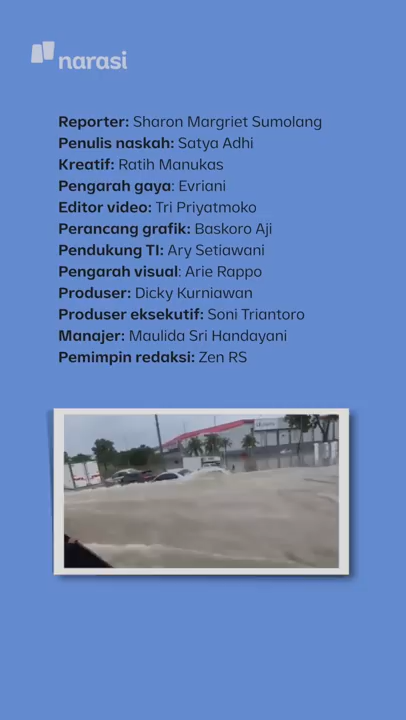 narasi
Reporter: Sharon Margriet Sumolang
Penulis naskah: Satya Adhi
Kreatif: Ratih Manukas
Pengarah gaya: Evriani
Editor video: Tri Priyatmoko
Perancang grafik: Baskoro Aji
Pendukung TI: Ary Setiawani
Pengarah visual: Arie Rappo
Produser: Dicky Kurniawan
Produser eksekutif: Soni Triantoro
Manajer: Maulida Sri Handayani
Pemimpin redaksi: Zen RS